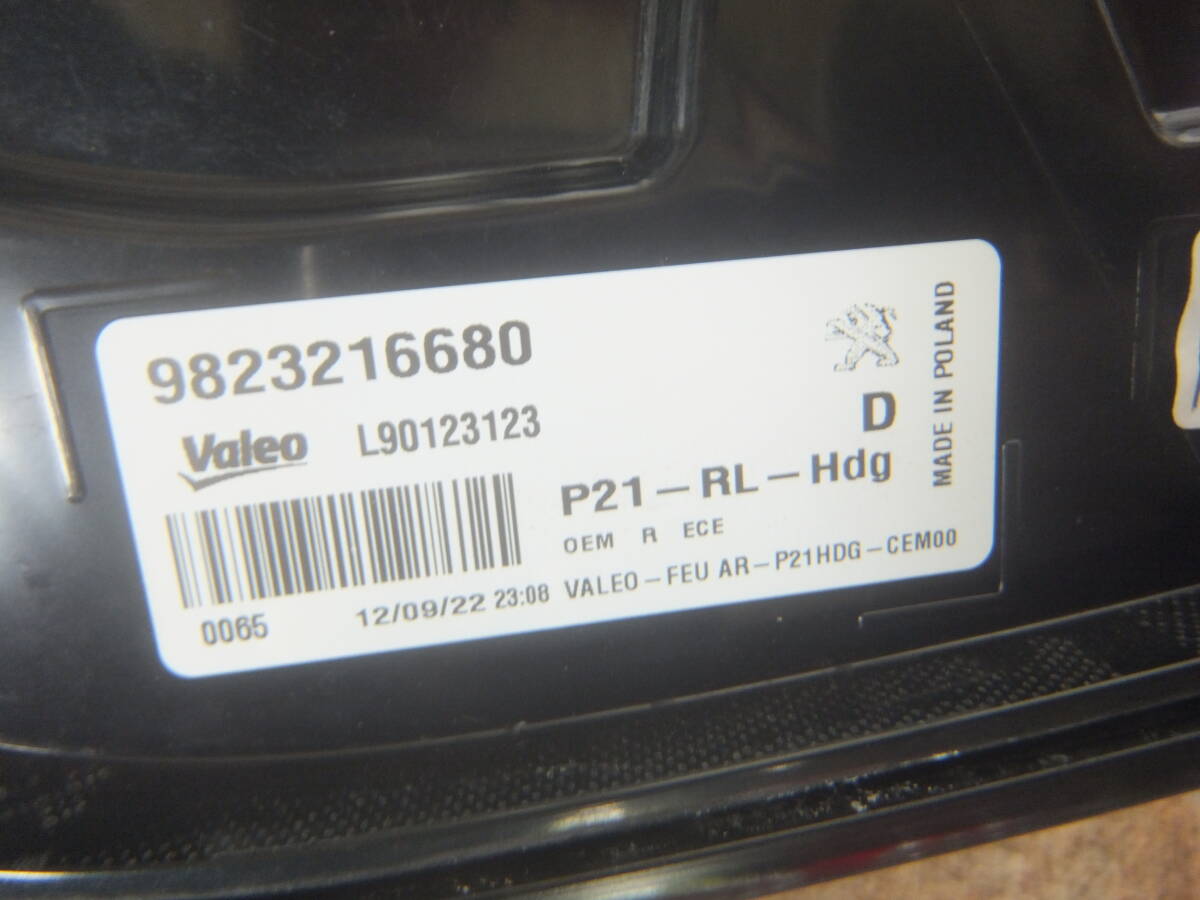 9823216680
Valeo L90123123
D
P21-RL-Hdg
OEM R ECE
0065 12/09/22 23:08 VALEO-FEU AR-P21HDG-CEM00
MADE IN POLAND